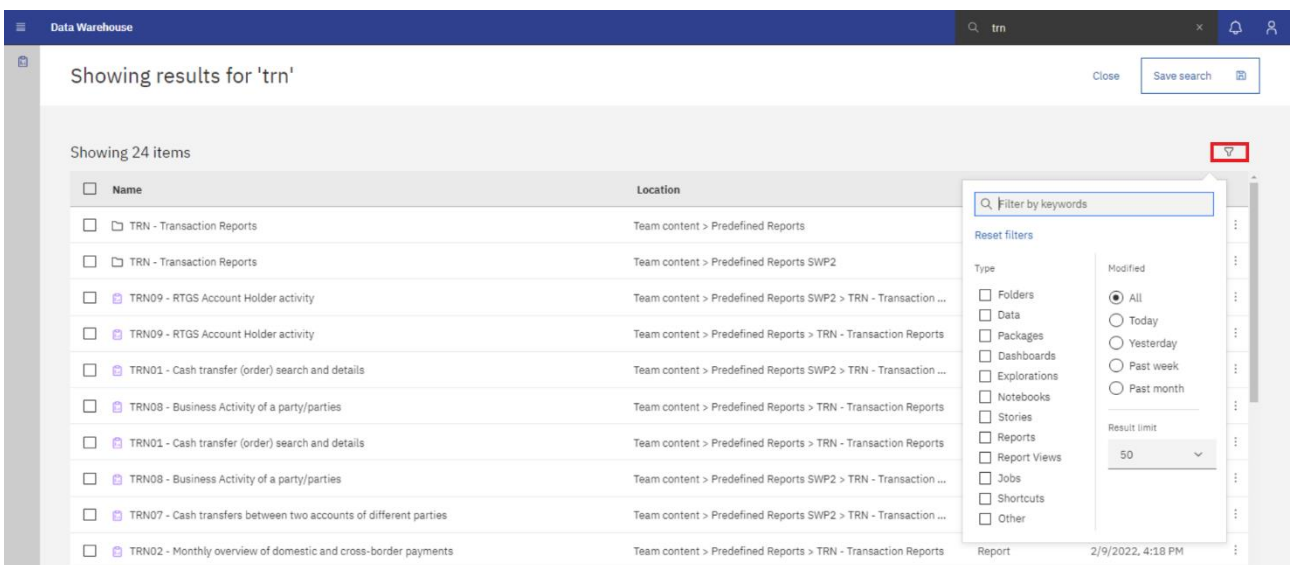 Data Warehouse
trn
Showing results for 'trn'
Close
Save search
Showing 24 items
Name
Location
TRN - Transaction Reports
Team content > Predefined Reports
TRN - Transaction Reports
Team content > Predefined Reports SWP2
TRN09 - RTGS Account Holder activity
Team content > Predefined Reports SWP2 > TRN - Transaction ...
TRN09 - RTGS Account Holder activity
Team content > Predefined Reports > TRN - Transaction Reports
TRN01 - Cash transfer (order) search and details
Team content > Predefined Reports SWP2 > TRN - Transaction ...
TRN08 - Business Activity of a party/parties
Team content > Predefined Reports > TRN - Transaction Reports
TRN01 - Cash transfer (order) search and details
Team content > Predefined Reports > TRN - Transaction Reports
TRN08 - Business Activity of a party/parties
Team content > Predefined Reports SWP2 > TRN - Transaction ...
TRN07 - Cash transfers between two accounts of different parties
Team content > Predefined Reports SWP2 > TRN - Transaction ...
TRN02 - Monthly overview of domestic and cross-border payments
Team content > Predefined Reports > TRN - Transaction Reports
Report
2/9/2022, 4:18 PM
Filter by keywords
Reset filters
Type
Folders
Data
Packages
Dashboards
Explorations
Notebooks
Stories
Reports
Report Views
Jobs
Shortcuts
Other
Modified
All
Today
Yesterday
Past week
Past month
Result limit
50